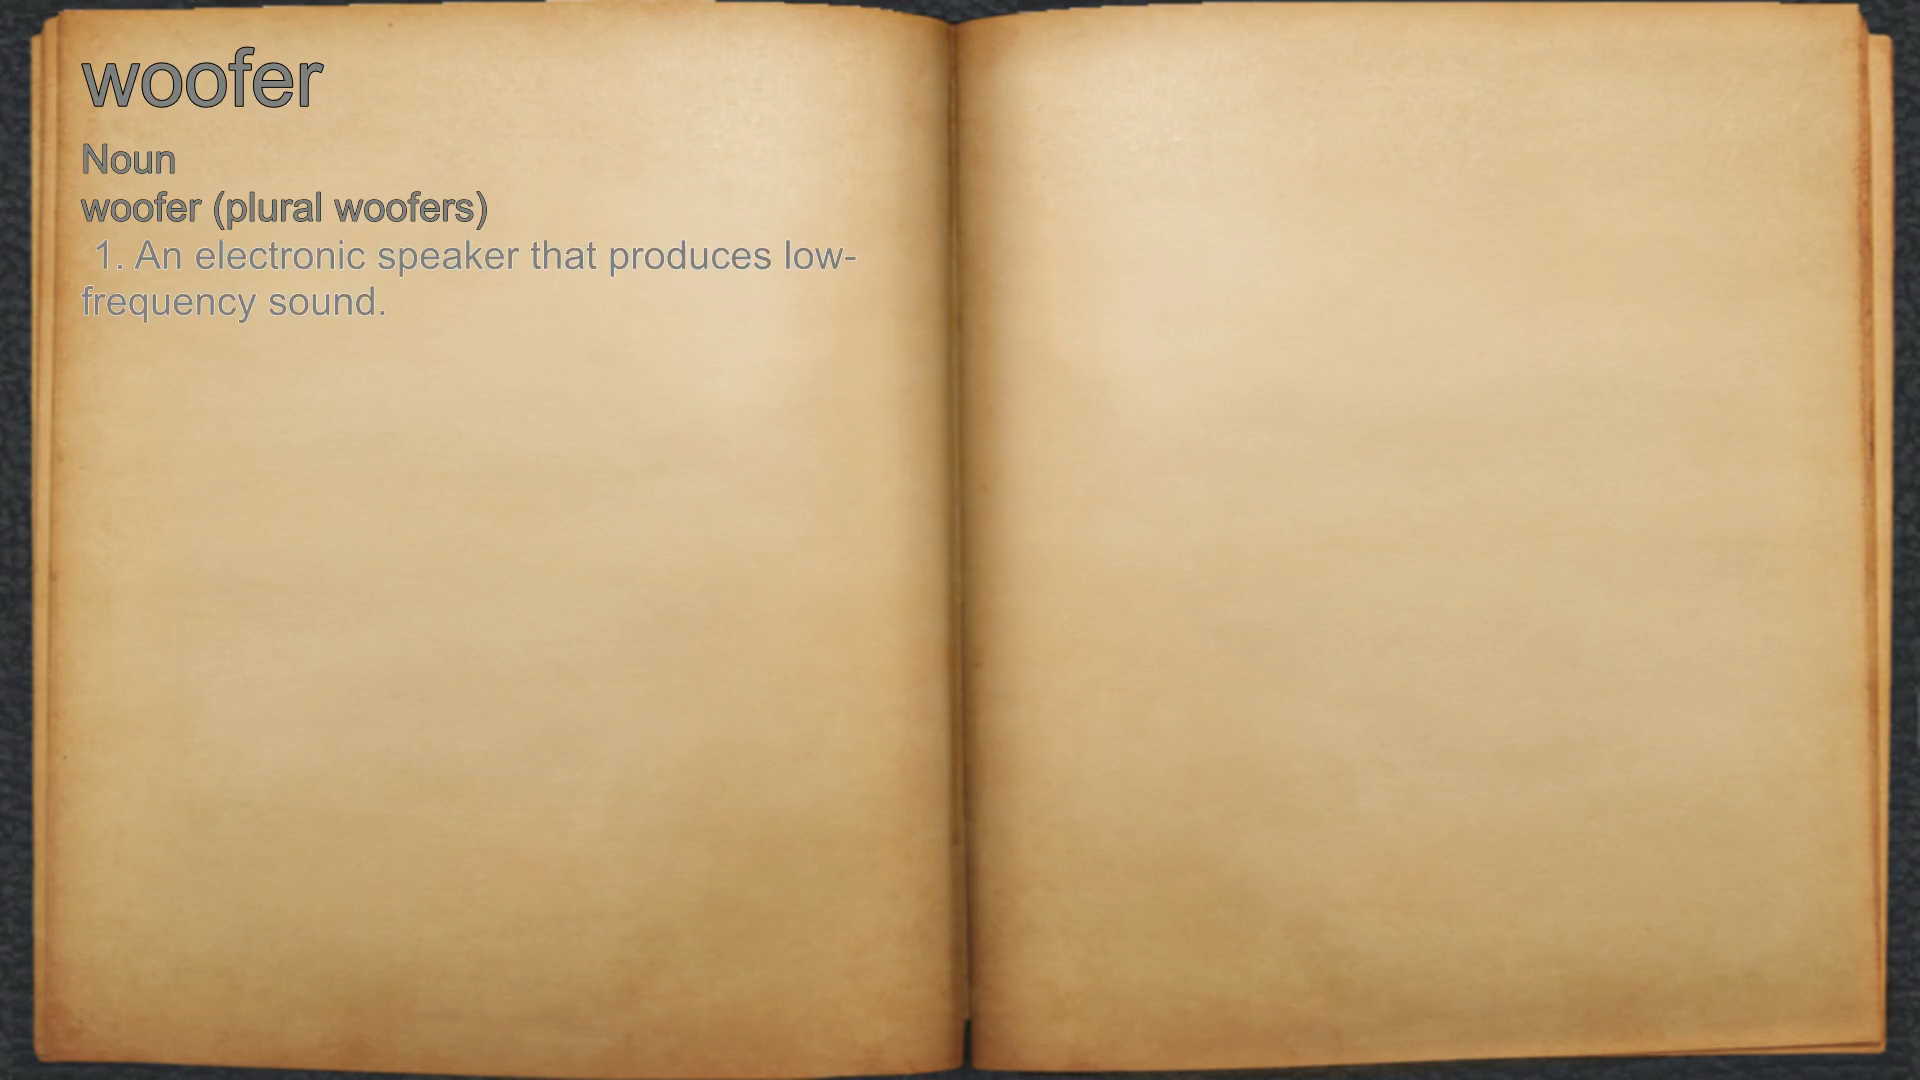 woofer
Noun
woofer (plural woofers)
1. An electronic speaker that produces low-
frequency sound.